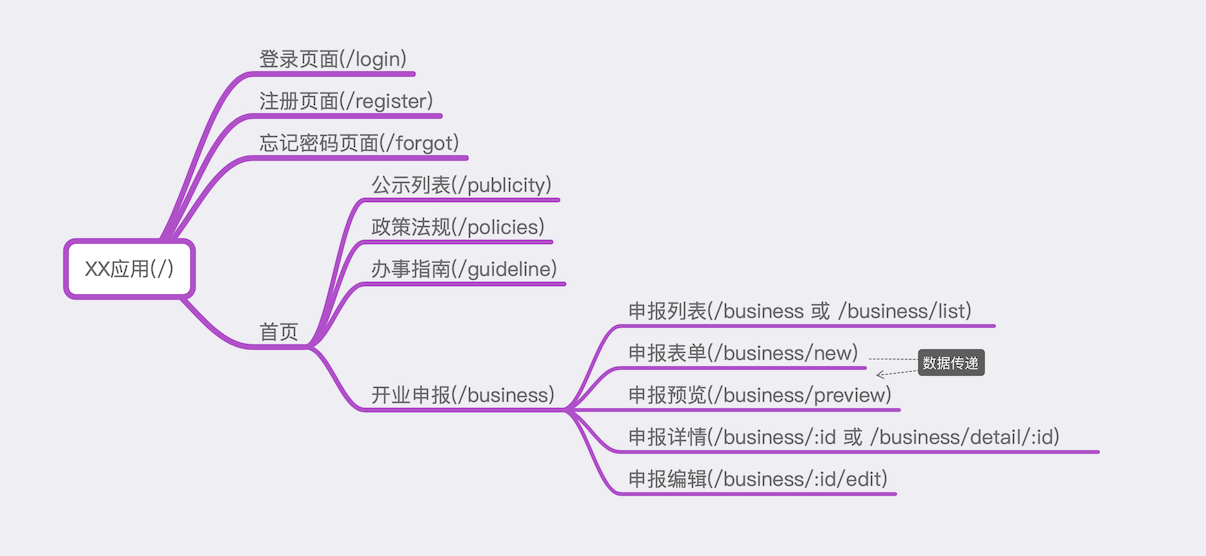 登录页面(/login)
注册页面(/register)
忘记密码页面(/forgot)
公示列表(/publicity)
政策法规(/policies)
XX应用(/)
办事指南(/guideline)
首页
申报列表(/business 或 /business/list)
申报表单(/business/new)
数据传递
开业申报(/business)
申报预览(/business/preview)
申报详情(/business/:id 或 /business/detail/:id)
申报编辑(/business/:id/edit)